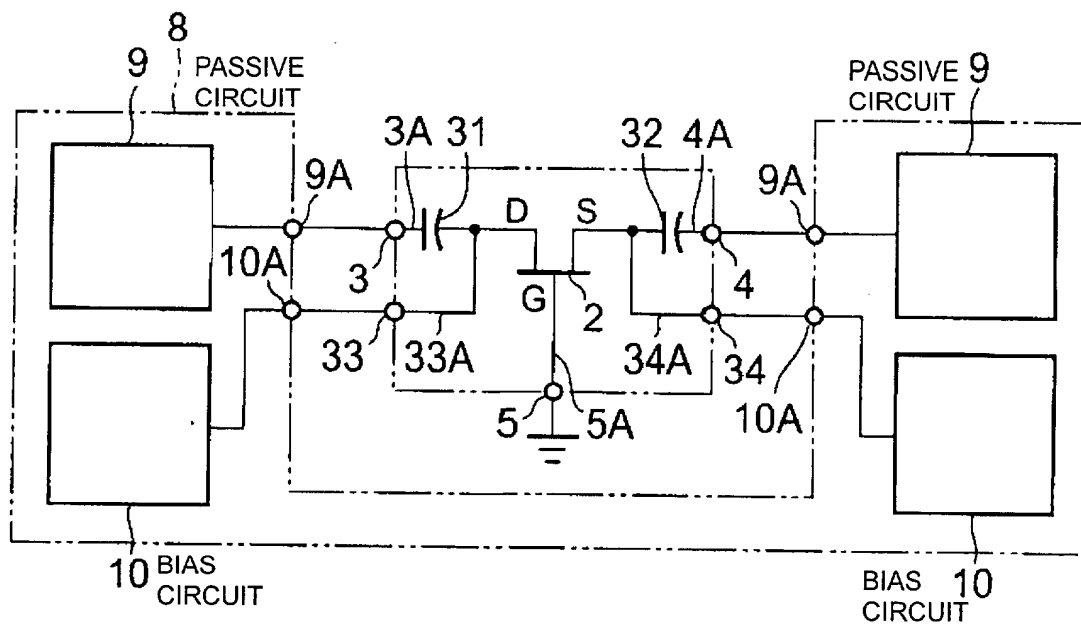 8
9
PASSIVE
CIRCUIT
PASSIVE
CIRCUIT
9
3A
31
32
4A
9A
9A
D
S
10A
3
G
2
4
33
33A
34A
34
10A
5
5A
10
BIAS
CIRCUIT
BIAS
CIRCUIT
10